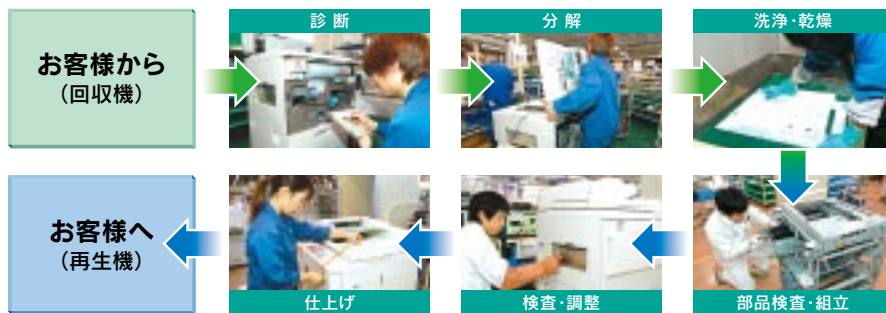 お客様から
（回収機）
診断
分解
洗浄・乾燥
部品検査・組立
検査・調整
仕上げ
お客様へ
（再生機）